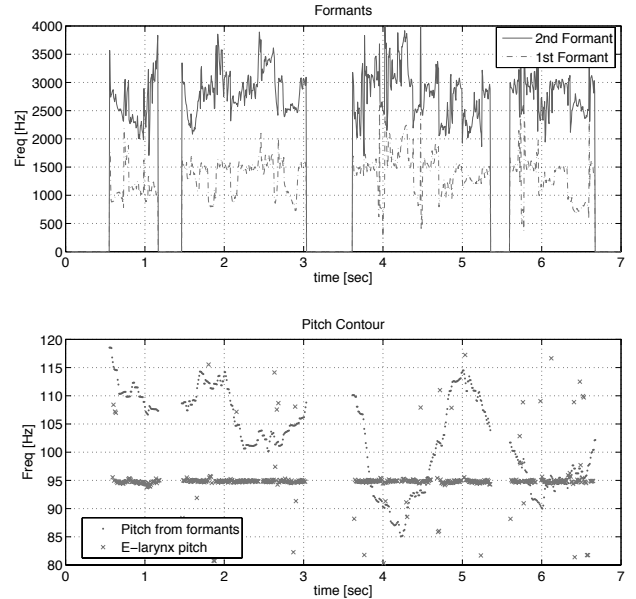 Formants
4000
3500
3000
2500
2000
1500
1000
500
0
Freq [Hz]
2nd Formant
1st Formant
0 1 2 3 4 5 6 7
time [sec]
Pitch Contour
120
115
110
105
100
95
90
85
80
Freq [Hz]
Pitch from formants
E-larynx pitch
0 1 2 3 4 5 6 7
time [sec]